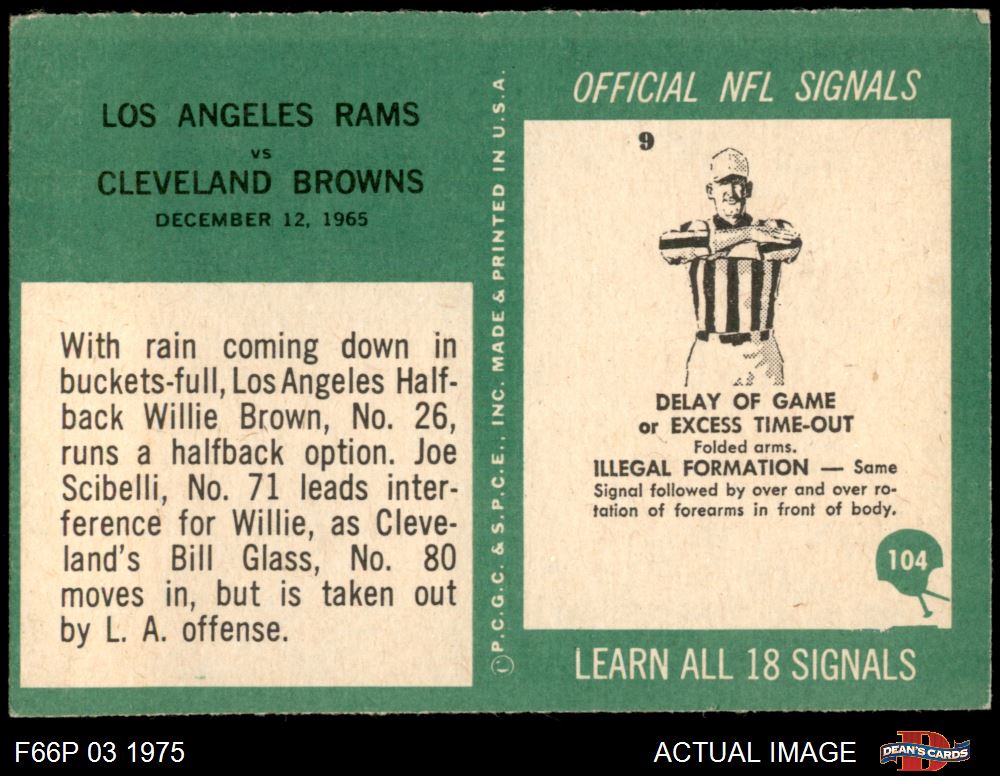 LOS ANGELES RAMS
vs
CLEVELAND BROWNS
DECEMBER 12, 1965
With rain coming down in
buckets-full, Los Angeles Half-
back Willie Brown, No. 26,
runs a halfback option. Joe
Scibelli, No. 71 leads inter-
ference for Willie, as Cleve-
land's Bill Glass, No. 80
moves in, but is taken out
by L. A. offense.
© P.C.G.C. & S.P.C.E., INC. MADE & PRINTED IN U.S.A.
OFFICIAL NFL SIGNALS
9
DELAY OF GAME
or EXCESS TIME-OUT
Folded arms.
ILLEGAL FORMATION — Same
Signal followed by over and over ro-
tation of forearms in front of body.
104
LEARN ALL 18 SIGNALS
F66P 03 1975
ACTUAL IMAGE
D
DEAN'S CARDS